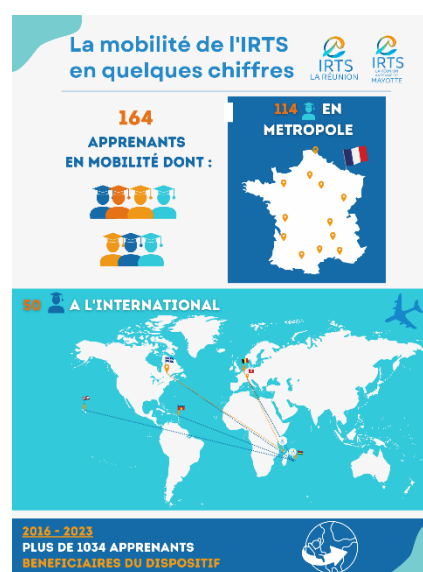 La mobilité de l'IRTS
en quelques chiffres
IRTS
LA RÉUNION
IRTS
MAYOTTE
164
APPRENANTS
EN MOBILITÉ DONT :
114 EN
METROPOLE
50 A L'INTERNATIONAL
2016 - 2023
PLUS DE 1034 APPRENANTS
BENEFICIAIRES DU DISPOSITIF